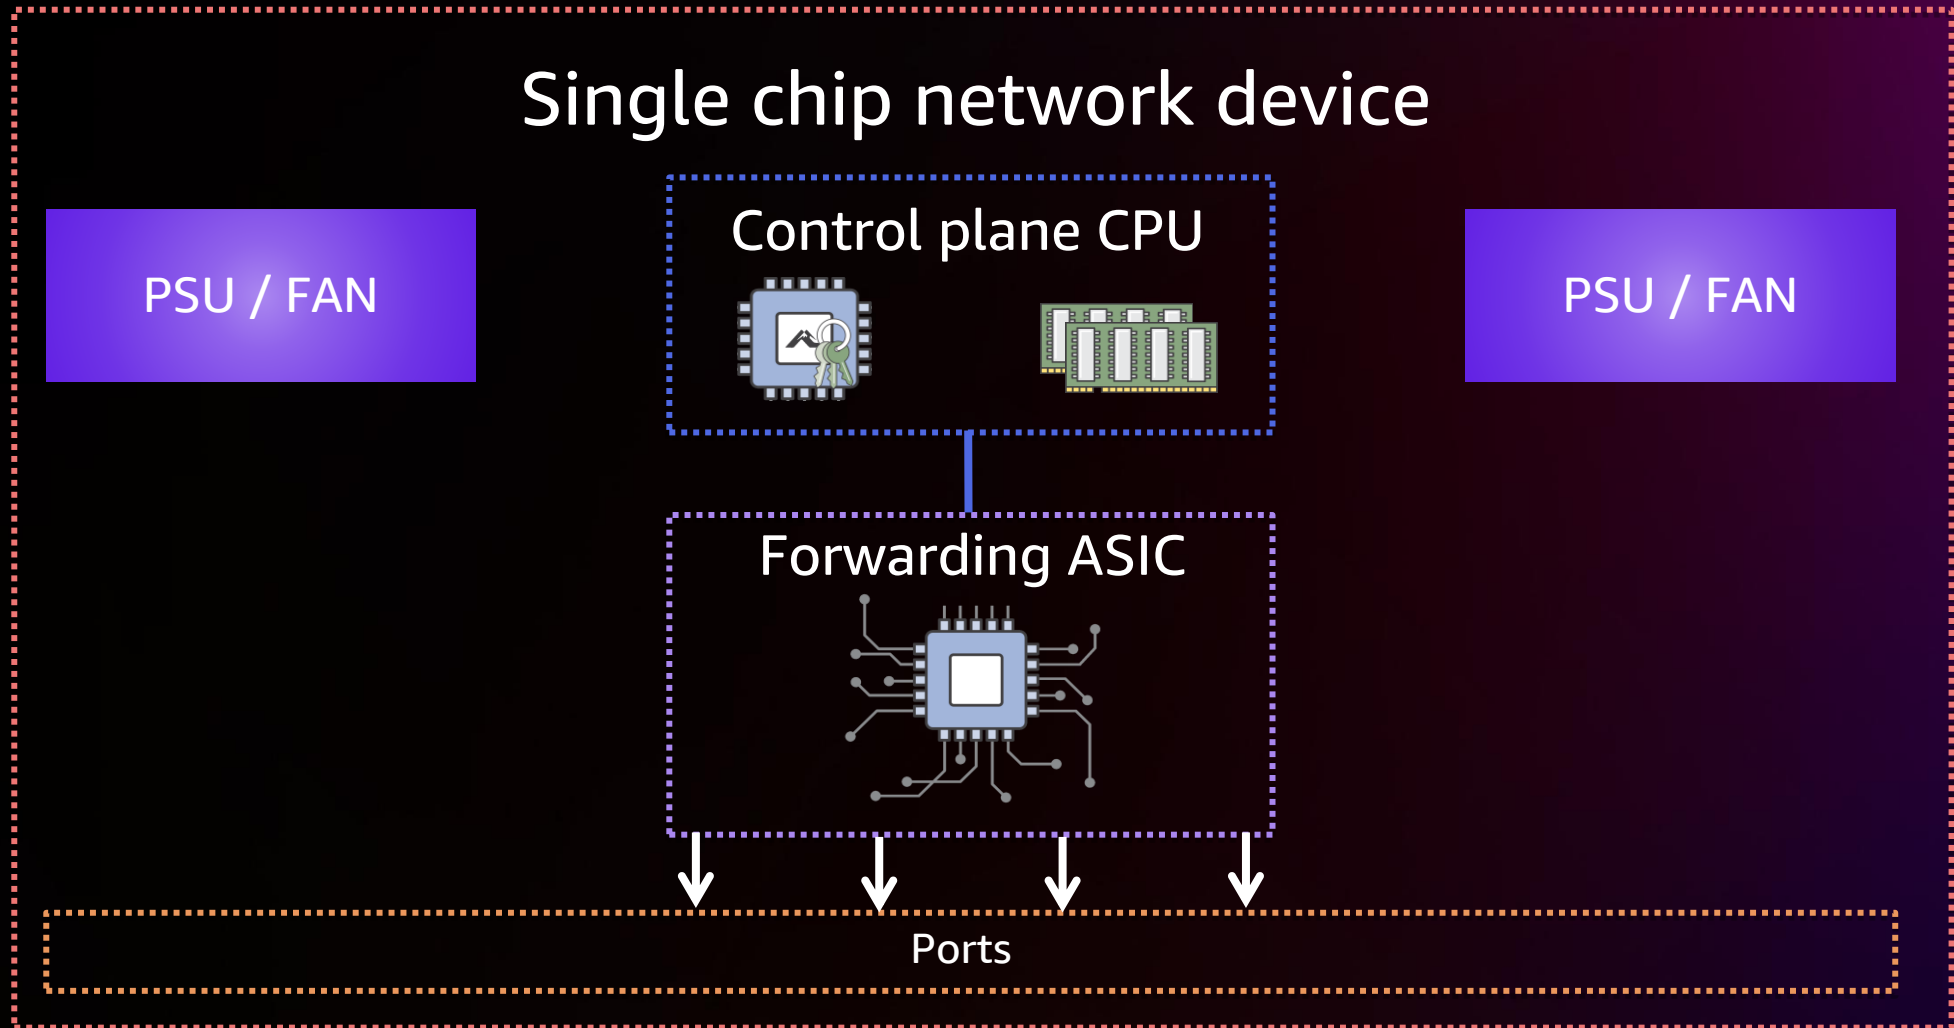 Single chip network device
Control plane CPU
PSU / FAN
PSU / FAN
Forwarding ASIC
Ports